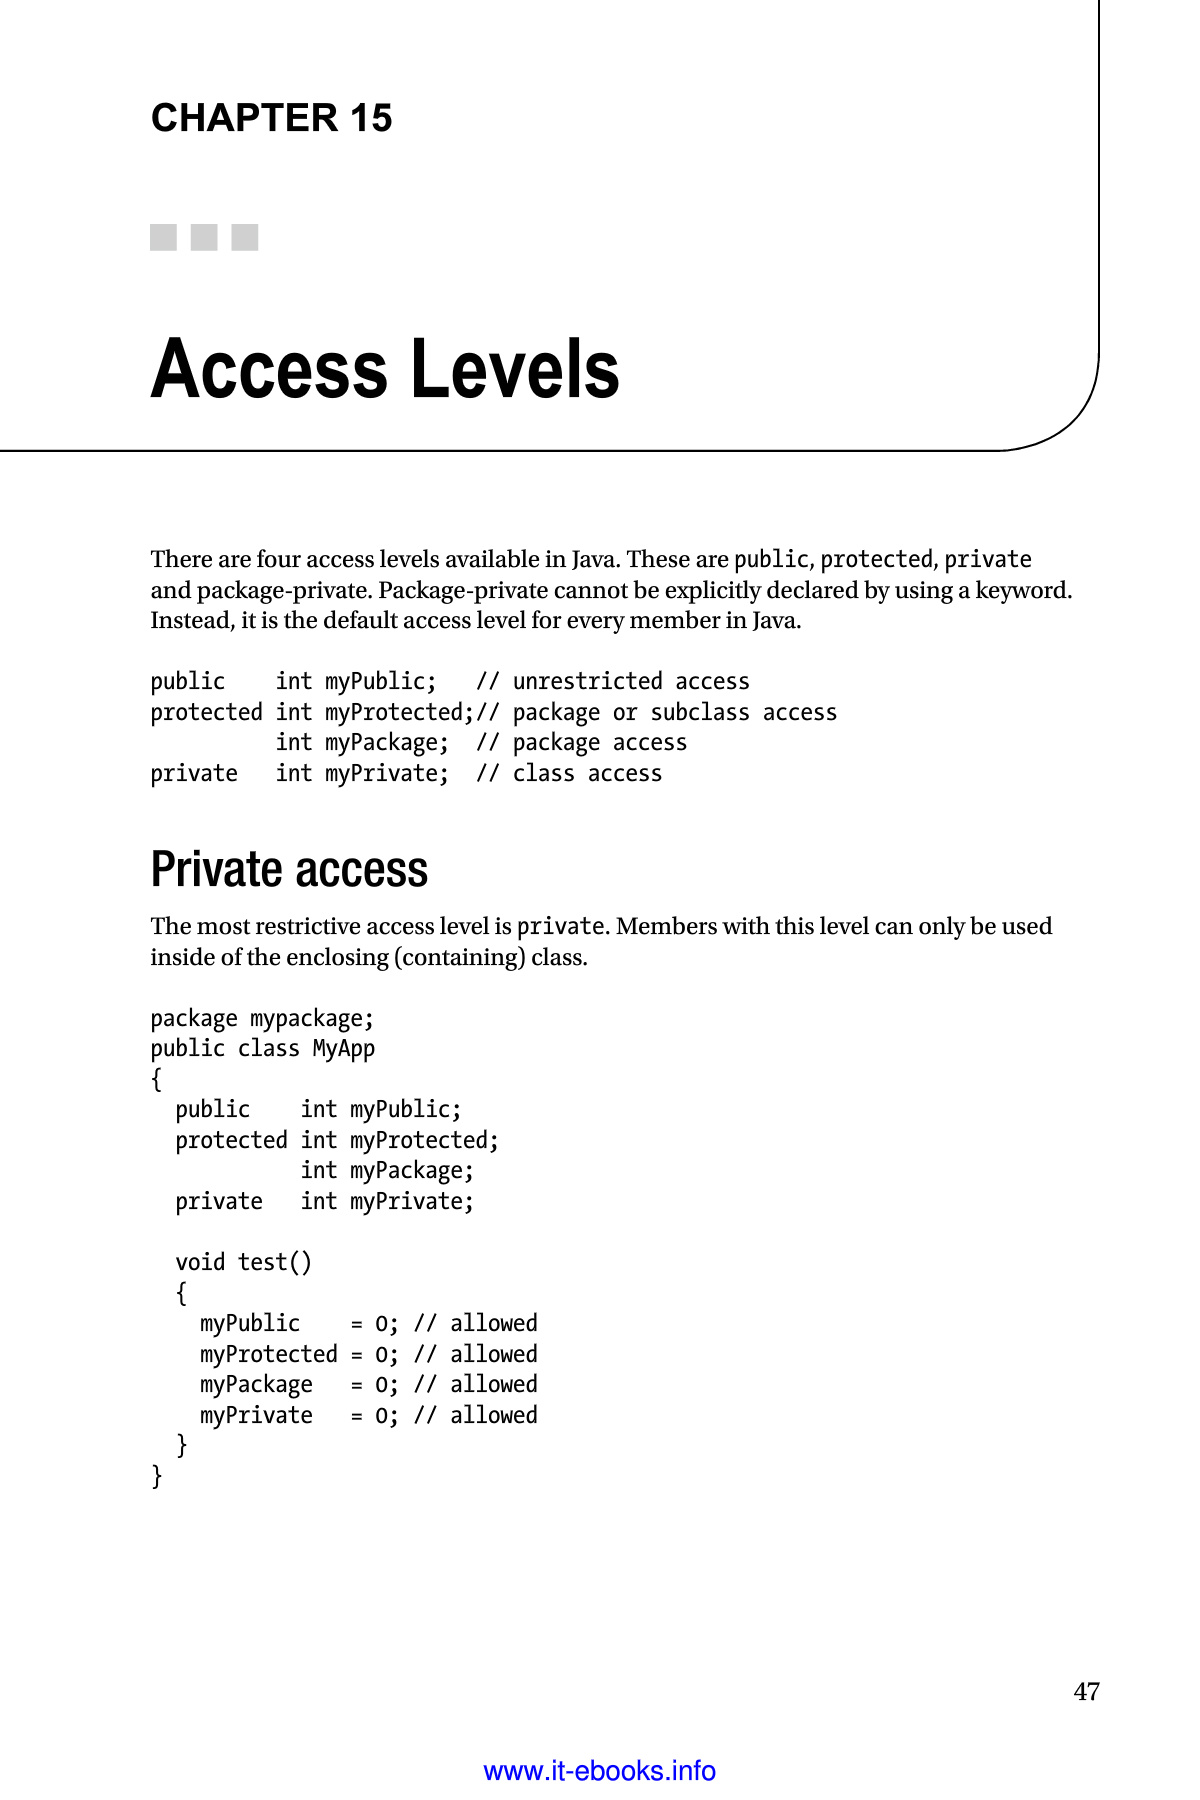 CHAPTER 15
Access Levels
There are four access levels available in Java. These are public, protected, private
and package-private. Package-private cannot be explicitly declared by using a keyword.
Instead, it is the default access level for every member in Java.
public    int myPublic;   // unrestricted access
protected int myProtected;// package or subclass access
          int myPackage;  // package access
private   int myPrivate;  // class access
Private access
The most restrictive access level is private. Members with this level can only be used
inside of the enclosing (containing) class.
package mypackage;
public class MyApp
{
  public    int myPublic;
  protected int myProtected;
            int myPackage;
  private   int myPrivate;
  void test()
  {
    myPublic    = 0; // allowed
    myProtected = 0; // allowed
    myPackage   = 0; // allowed
    myPrivate   = 0; // allowed
  }
}
47
www.it-ebooks.info